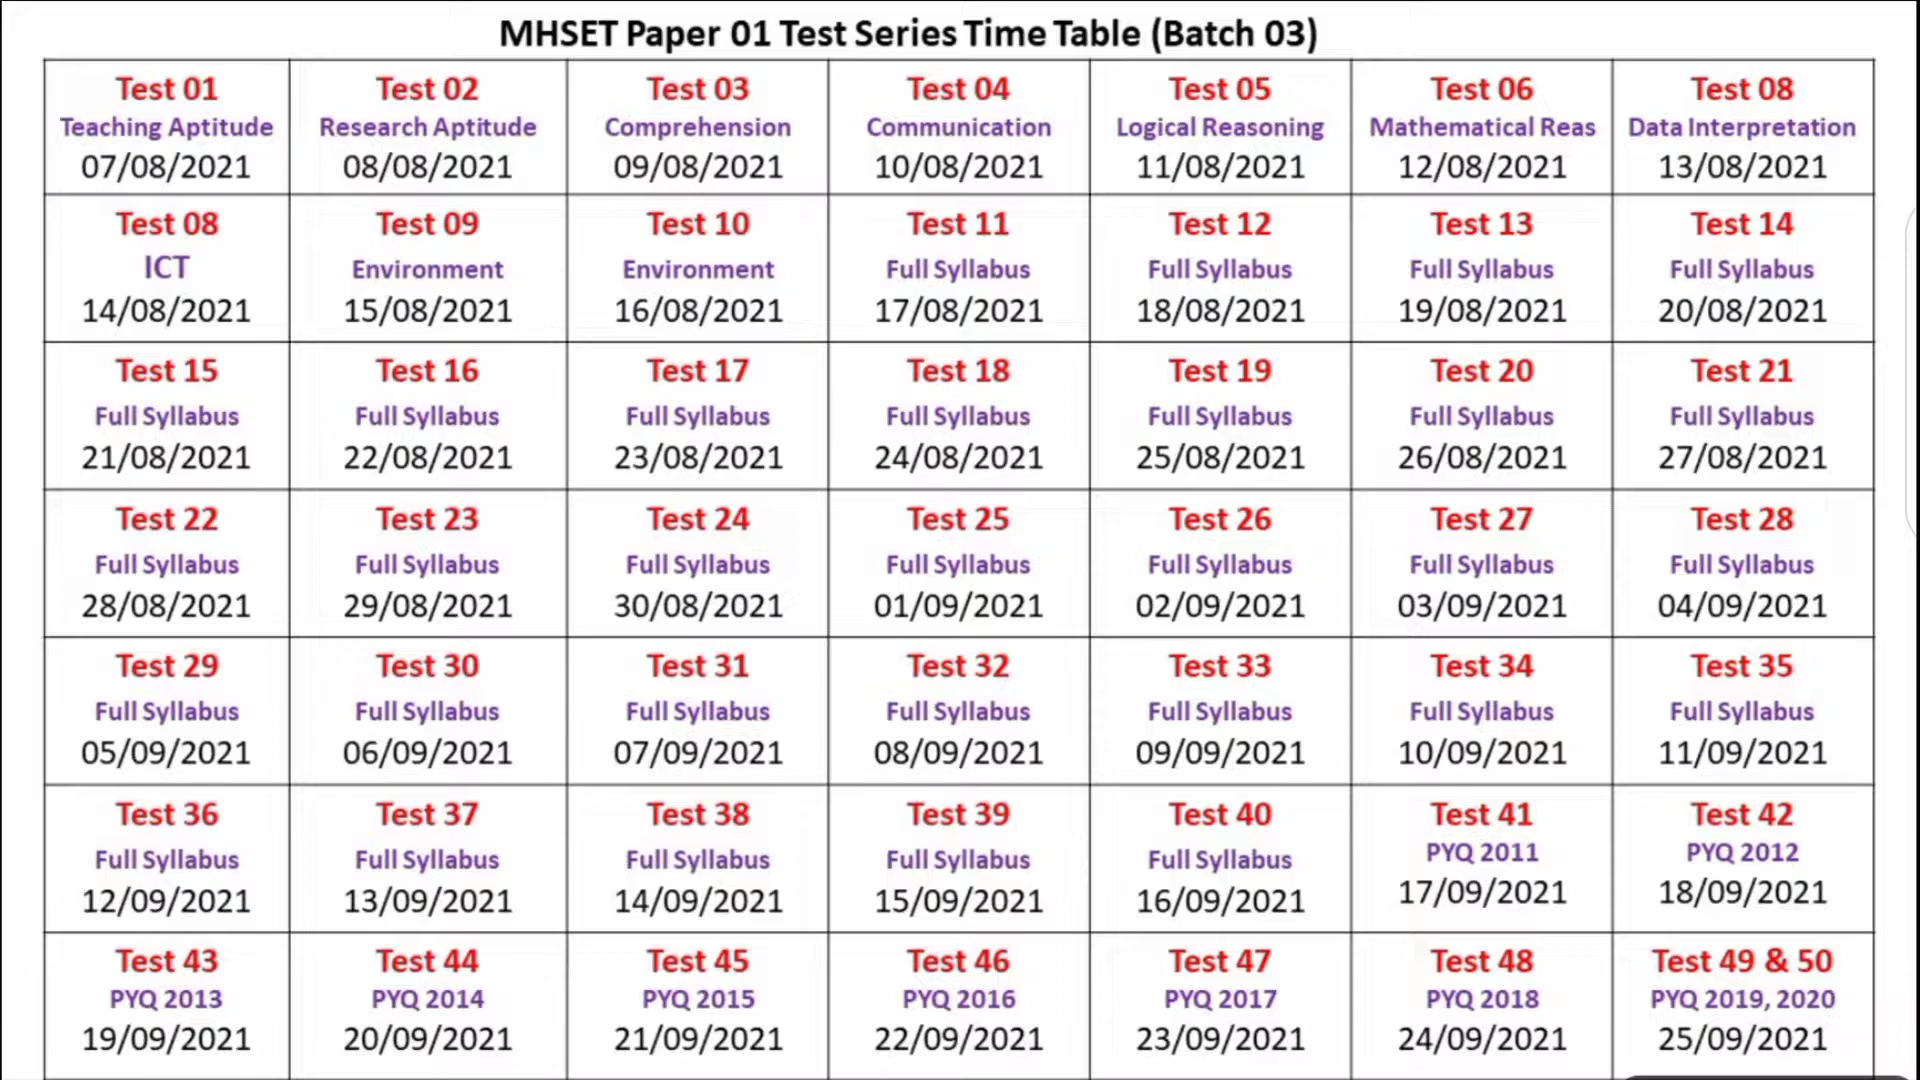 MHSET Paper 01 Test Series Time Table (Batch 03)
Test 01
Teaching Aptitude
07/08/2021
Test 02
Research Aptitude
08/08/2021
Test 03
Comprehension
09/08/2021
Test 04
Communication
10/08/2021
Test 05
Logical Reasoning
11/08/2021
Test 06
Mathematical Reas
12/08/2021
Test 08
Data Interpretation
13/08/2021
Test 08
ICT
14/08/2021
Test 09
Environment
15/08/2021
Test 10
Environment
16/08/2021
Test 11
Full Syllabus
17/08/2021
Test 12
Full Syllabus
18/08/2021
Test 13
Full Syllabus
19/08/2021
Test 14
Full Syllabus
20/08/2021
Test 15
Full Syllabus
21/08/2021
Test 16
Full Syllabus
22/08/2021
Test 17
Full Syllabus
23/08/2021
Test 18
Full Syllabus
24/08/2021
Test 19
Full Syllabus
25/08/2021
Test 20
Full Syllabus
26/08/2021
Test 21
Full Syllabus
27/08/2021
Test 22
Full Syllabus
28/08/2021
Test 23
Full Syllabus
29/08/2021
Test 24
Full Syllabus
30/08/2021
Test 25
Full Syllabus
01/09/2021
Test 26
Full Syllabus
02/09/2021
Test 27
Full Syllabus
03/09/2021
Test 28
Full Syllabus
04/09/2021
Test 29
Full Syllabus
05/09/2021
Test 30
Full Syllabus
06/09/2021
Test 31
Full Syllabus
07/09/2021
Test 32
Full Syllabus
08/09/2021
Test 33
Full Syllabus
09/09/2021
Test 34
Full Syllabus
10/09/2021
Test 35
Full Syllabus
11/09/2021
Test 36
Full Syllabus
12/09/2021
Test 37
Full Syllabus
13/09/2021
Test 38
Full Syllabus
14/09/2021
Test 39
Full Syllabus
15/09/2021
Test 40
Full Syllabus
16/09/2021
Test 41
PYQ 2011
17/09/2021
Test 42
PYQ 2012
18/09/2021
Test 43
PYQ 2013
19/09/2021
Test 44
PYQ 2014
20/09/2021
Test 45
PYQ 2015
21/09/2021
Test 46
PYQ 2016
22/09/2021
Test 47
PYQ 2017
23/09/2021
Test 48
PYQ 2018
24/09/2021
Test 49 & 50
PYQ 2019, 2020
25/09/2021